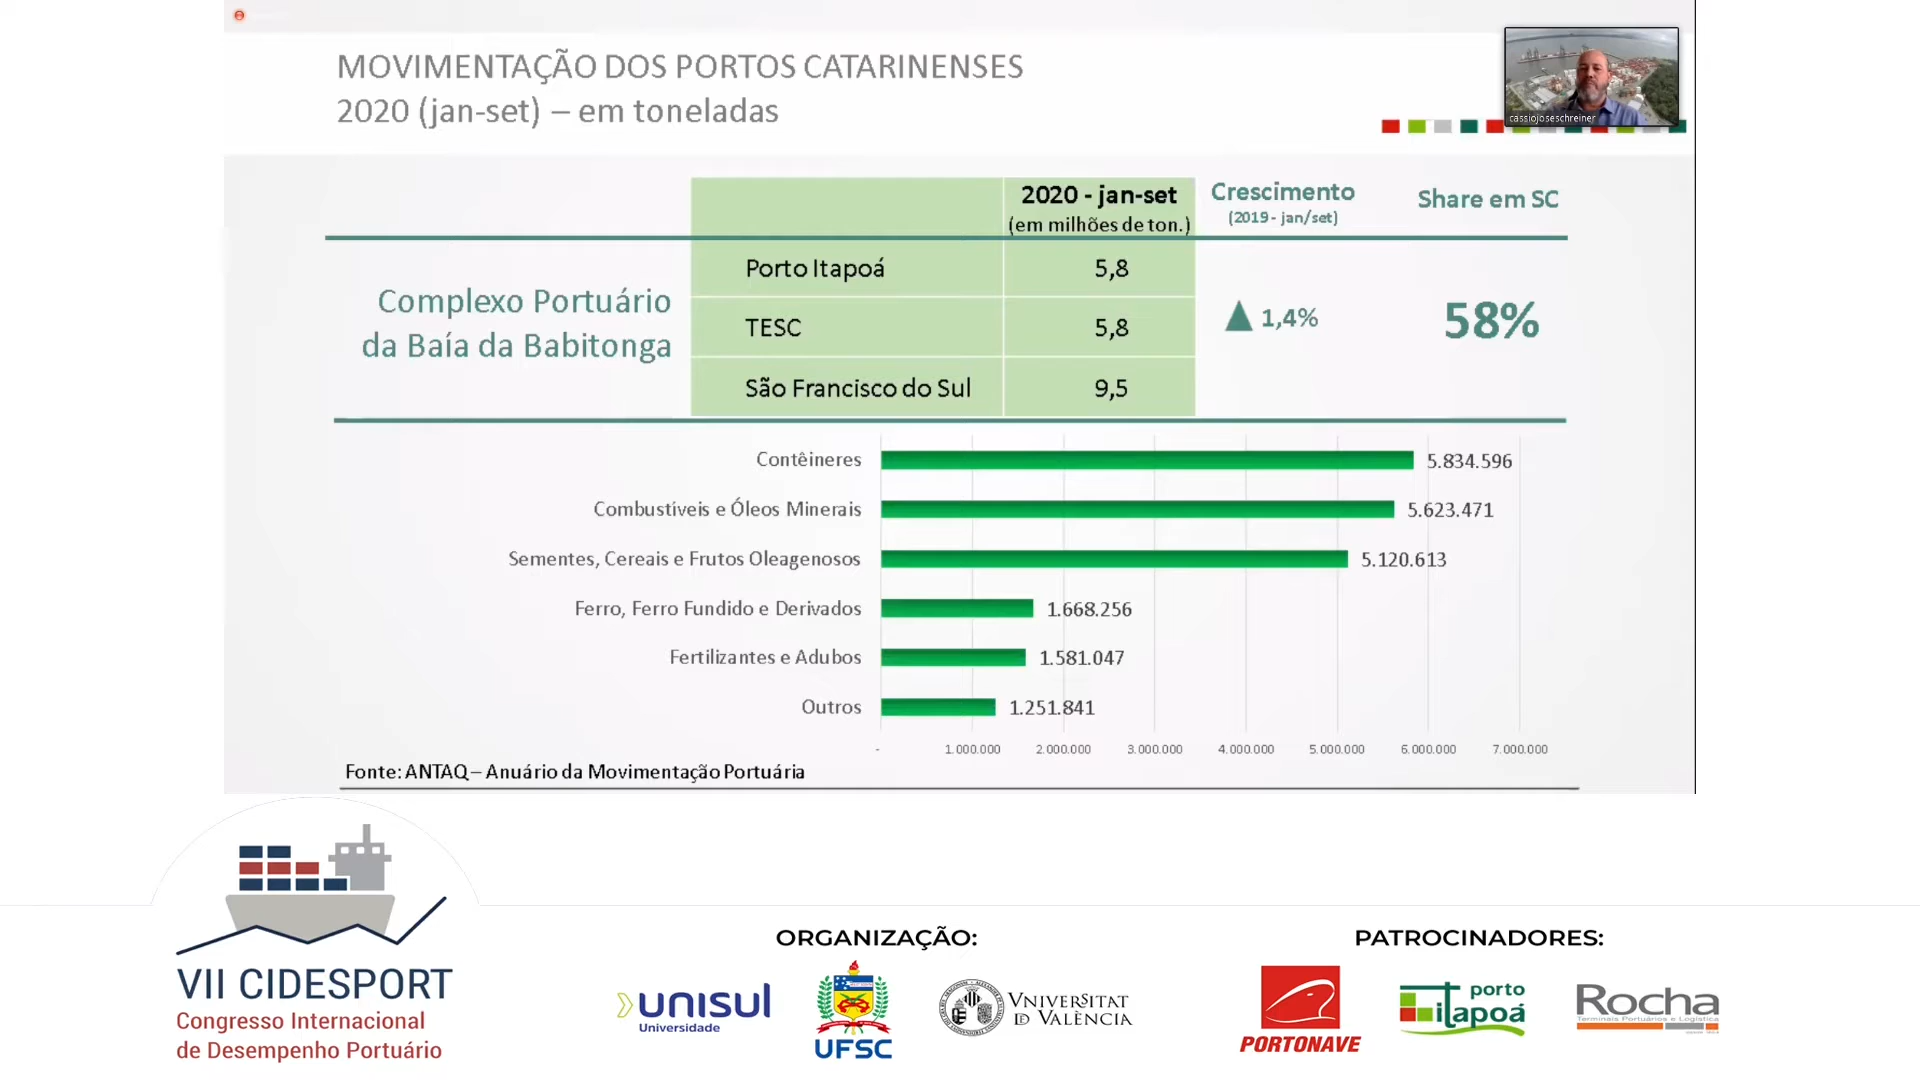 MOVIMENTAÇÃO DOS PORTOS CATARINENSES
2020 (jan-set) – em toneladas
cassiojoseschreiner
2020 - jan-set
(em milhões de ton.)
Crescimento
(2019 - jan/set)
Share em SC
Complexo Portuário
da Baía da Babitonga
Porto Itapoá 5,8
TESC 5,8
São Francisco do Sul 9,5
1,4%
58%
Contêineres 5.834.596
Combustíveis e Óleos Minerais 5.623.471
Sementes, Cereais e Frutos Oleagenosos 5.120.613
Ferro, Ferro Fundido e Derivados 1.668.256
Fertilizantes e Adubos 1.581.047
Outros 1.251.841
- 1.000.000 2.000.000 3.000.000 4.000.000 5.000.000 6.000.000 7.000.000
Fonte: ANTAQ – Anuário da Movimentação Portuária
VII CIDESPORT
Congresso Internacional
de Desempenho Portuário
ORGANIZAÇÃO:
unisul
Universidade
UFSC
VNIVERSITAT
DE VALÈNCIA
PATROCINADORES:
PORTONAVE
porto
itapoá
Rocha
Terminais Portuários e Logística